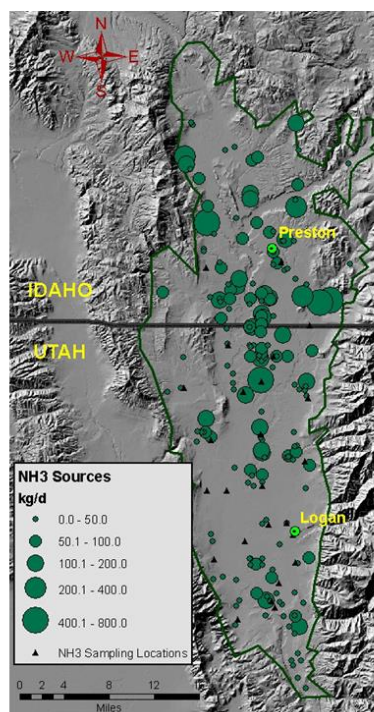 N
W E
S
Preston
IDAHO
UTAH
NH3 Sources
kg/d
0.0 - 50.0
50.1 - 100.0
100.1 - 200.0
200.1 - 400.0
400.1 - 800.0
NH3 Sampling Locations
Logan
0 2 4 8 12 16
Miles